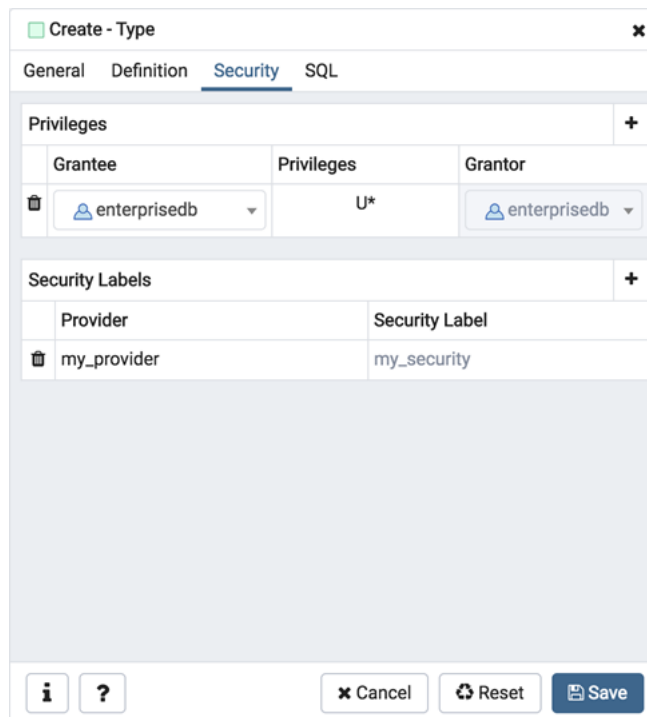 Create - Type
General Definition Security SQL
Privileges
Grantee Privileges Grantor
enterprisedb U* enterprisedb
Security Labels
Provider Security Label
my_provider my_security
i ? Cancel Reset Save